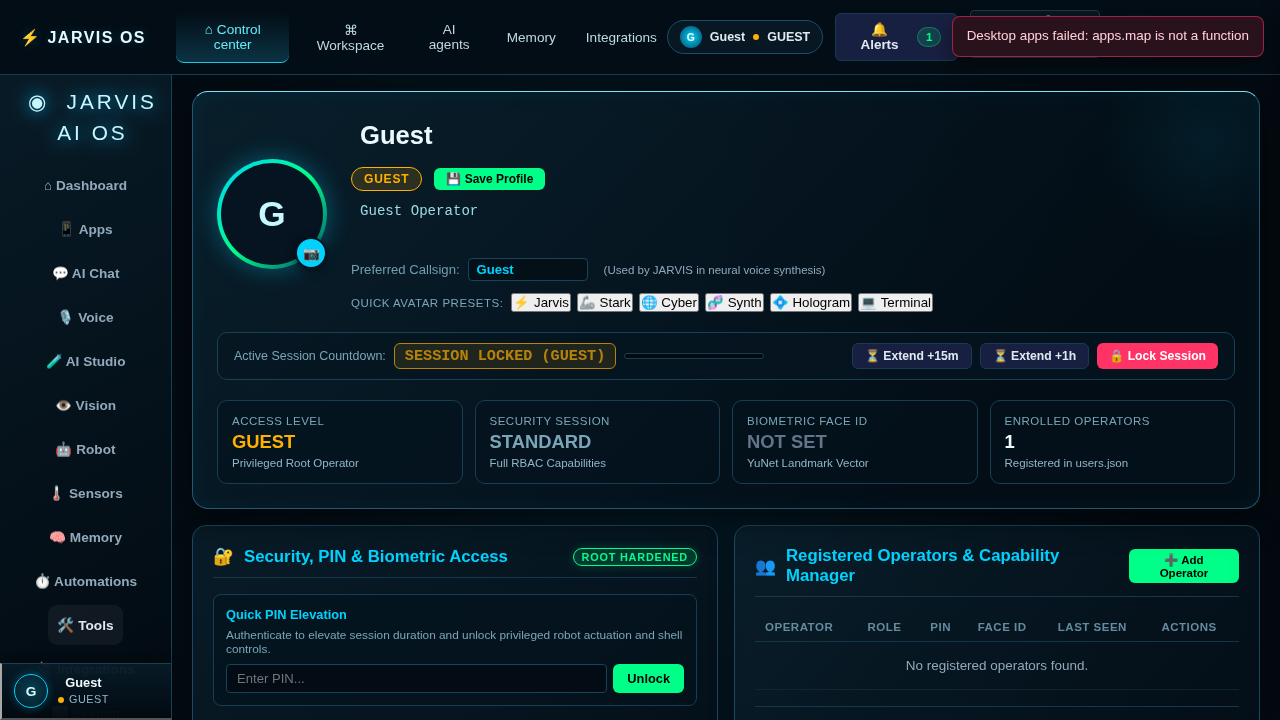 ⚡ JARVIS OS
⌂ Control center
⌘ Workspace
AI agents
Memory
Integrations
G Guest GUEST
🔔 Alerts 1
Desktop apps failed: apps.map is not a function
◉ JARVIS
AI OS
⌂ Dashboard
📱 Apps
💬 AI Chat
🎙️ Voice
🧪 AI Studio
👁️ Vision
🤖 Robot
🌡️ Sensors
🧠 Memory
⏱️ Automations
🛠️ Tools
Integrations
G Guest
GUEST
Guest
G
📷
GUEST 💾 Save Profile
Guest Operator
Preferred Callsign: Guest (Used by JARVIS in neural voice synthesis)
QUICK AVATAR PRESETS: ⚡ Jarvis 🦾 Stark 🌐 Cyber 🧬 Synth 💠 Hologram 💻 Terminal
Active Session Countdown: SESSION LOCKED (GUEST) ⏳ Extend +15m ⏳ Extend +1h 🔒 Lock Session
ACCESS LEVEL
GUEST
Privileged Root Operator
SECURITY SESSION
STANDARD
Full RBAC Capabilities
BIOMETRIC FACE ID
NOT SET
YuNet Landmark Vector
ENROLLED OPERATORS
1
Registered in users.json
🔐 Security, PIN & Biometric Access ROOT HARDENED
Quick PIN Elevation
Authenticate to elevate session duration and unlock privileged robot actuation and shell
controls.
Enter PIN... Unlock
👥 Registered Operators & Capability
Manager
➕ Add
Operator
OPERATOR ROLE PIN FACE ID LAST SEEN ACTIONS
No registered operators found.